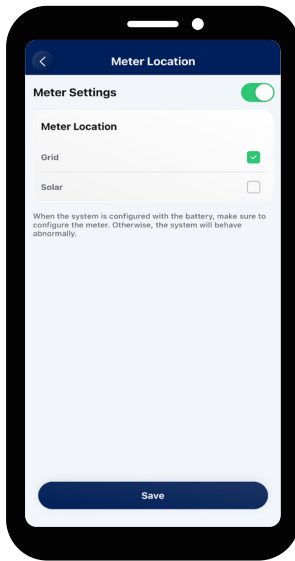 Meter Location
Meter Settings
Meter Location
Grid
Solar
When the system is configured with the battery, make sure to
configure the meter. Otherwise, the system will behave
abnormally.
Save